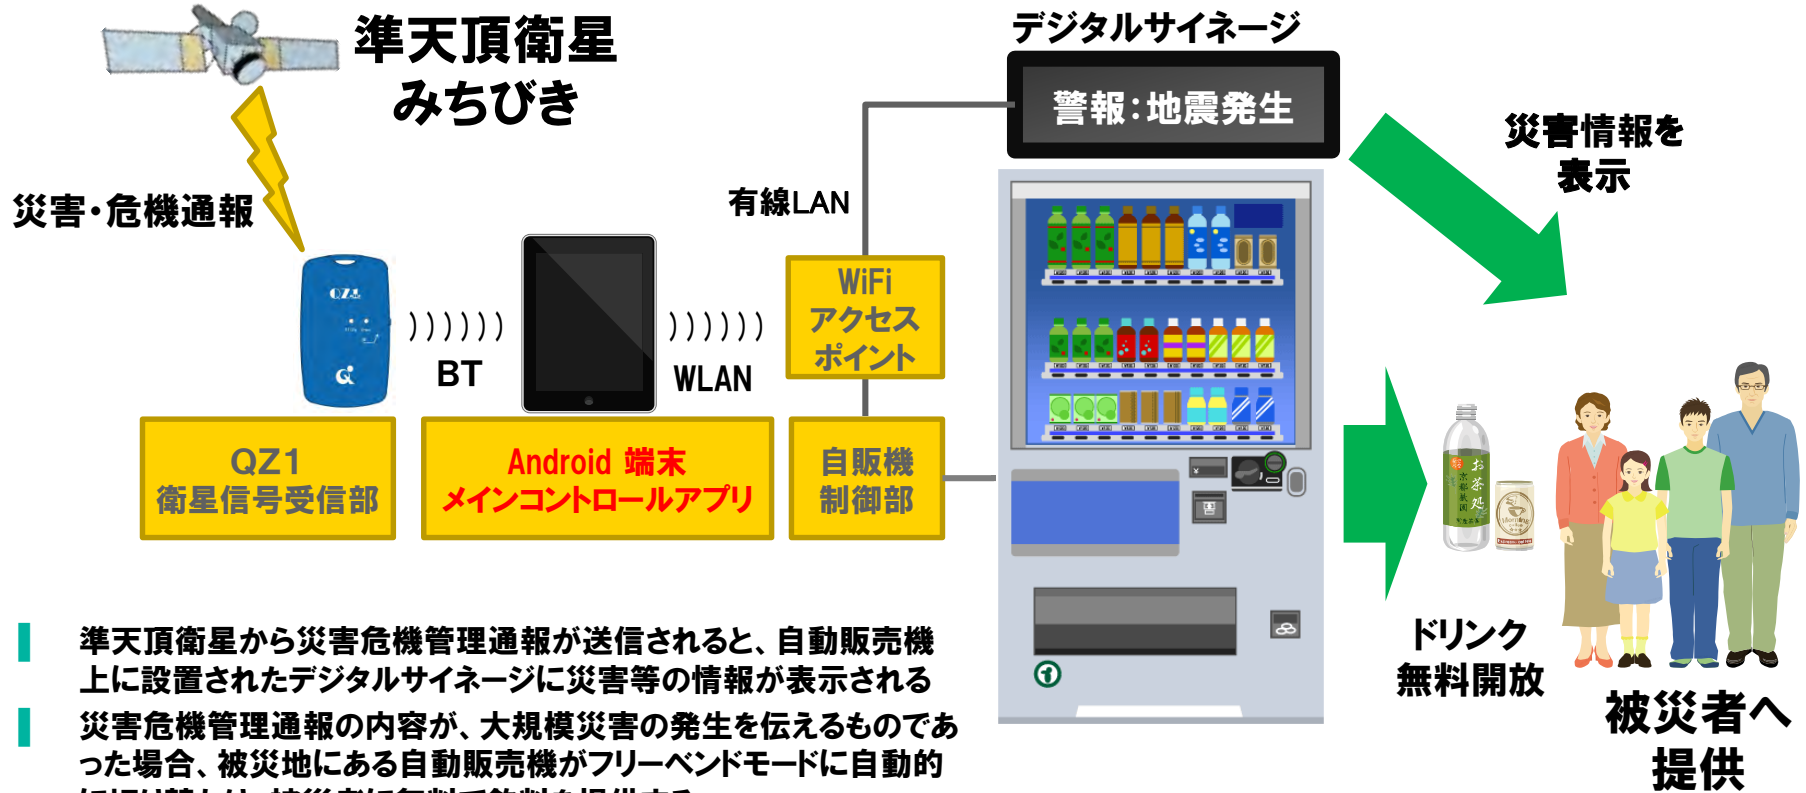 準天頂衛星
みちびき
デジタルサイネージ
警報：地震発生
災害情報を
表示
災害・危機通報
有線LAN
WiFi
アクセス
ポイント
QZ1
BT
WLAN
QZ1
衛星信号受信部
Android 端末
メインコントロールアプリ
自販機
制御部
お茶処
ドリンク
無料開放
被災者へ
提供
準天頂衛星から災害危機管理通報が送信されると、自動販売機
上に設置されたデジタルサイネージに災害等の情報が表示される
災害危機管理通報の内容が、大規模災害の発生を伝えるものであ
った場合、被災地にある自動販売機がフリーベンドモードに自動的